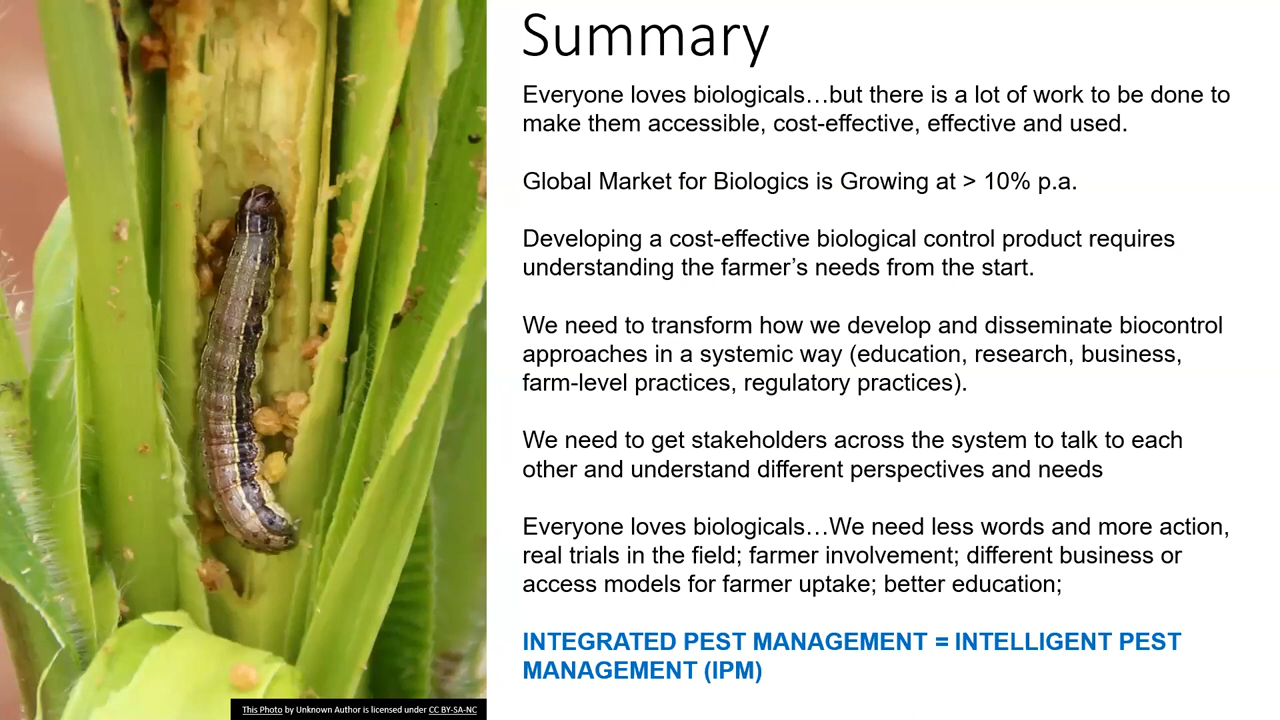 Summary
Everyone loves biologicals…but there is a lot of work to be done to
make them accessible, cost-effective, effective and used.
Global Market for Biologics is Growing at > 10% p.a.
Developing a cost-effective biological control product requires
understanding the farmer’s needs from the start.
We need to transform how we develop and disseminate biocontrol
approaches in a systemic way (education, research, business,
farm-level practices, regulatory practices).
We need to get stakeholders across the system to talk to each
other and understand different perspectives and needs
Everyone loves biologicals…We need less words and more action,
real trials in the field; farmer involvement; different business or
access models for farmer uptake; better education;
INTEGRATED PEST MANAGEMENT = INTELLIGENT PEST
MANAGEMENT (IPM)
This Photo by Unknown Author is licensed under CC BY-SA-NC